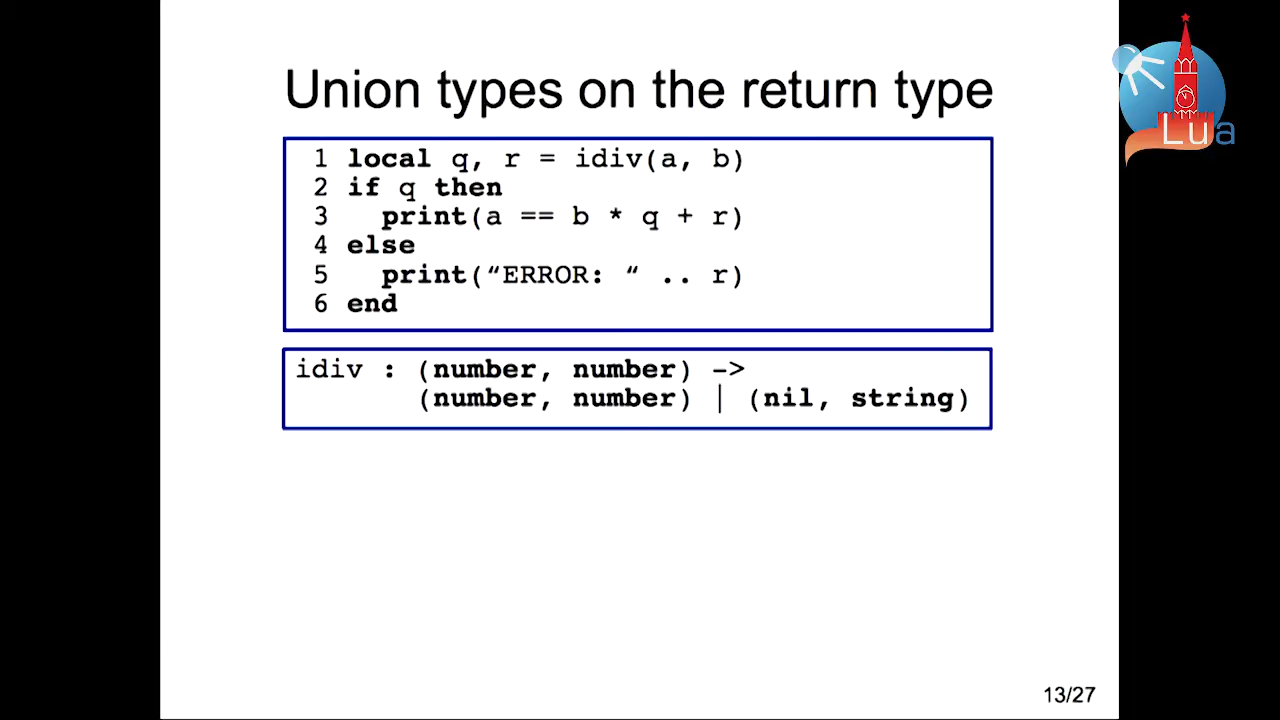 Union types on the return type
Lua
1 local q, r = idiv(a, b)
2 if q then
3   print(a == b * q + r)
4 else
5   print(“ERROR: “ .. r)
6 end
idiv : (number, number) ->
(number, number) | (nil, string)
13/27